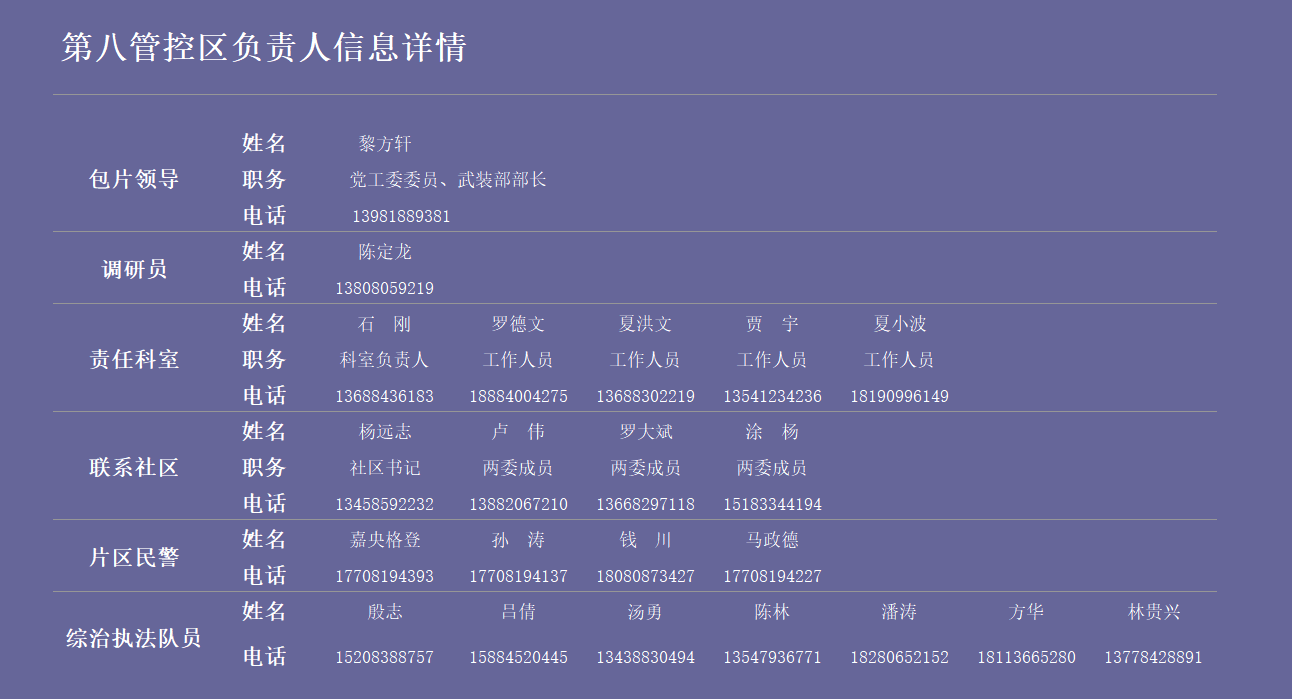 第八管控区负责人信息详情
姓名 黎方轩
包片领导 职务 党工委委员、武装部部长
电话 13981889381
姓名 陈定龙
调研员
电话 13808059219
姓名 石 刚 罗德文 夏洪文 贾 宇 夏小波
责任科室 职务 科室负责人 工作人员 工作人员 工作人员 工作人员
电话 13688436183 18884004275 13688302219 13541234236 18190996149
姓名 杨远志 卢 伟 罗大斌 涂 杨
联系社区 职务 社区书记 两委成员 两委成员 两委成员
电话 13458592232 13882067210 13668297118 15183344194
姓名 嘉央格登 孙 涛 钱 川 马政德
片区民警
电话 17708194393 17708194137 18080873427 17708194227
姓名 殷志 吕倩 汤勇 陈林 潘涛 方华 林贵兴
综治执法队员
电话 15208388757 15884520445 13438830494 13547936771 18280652152 18113665280 13778428891